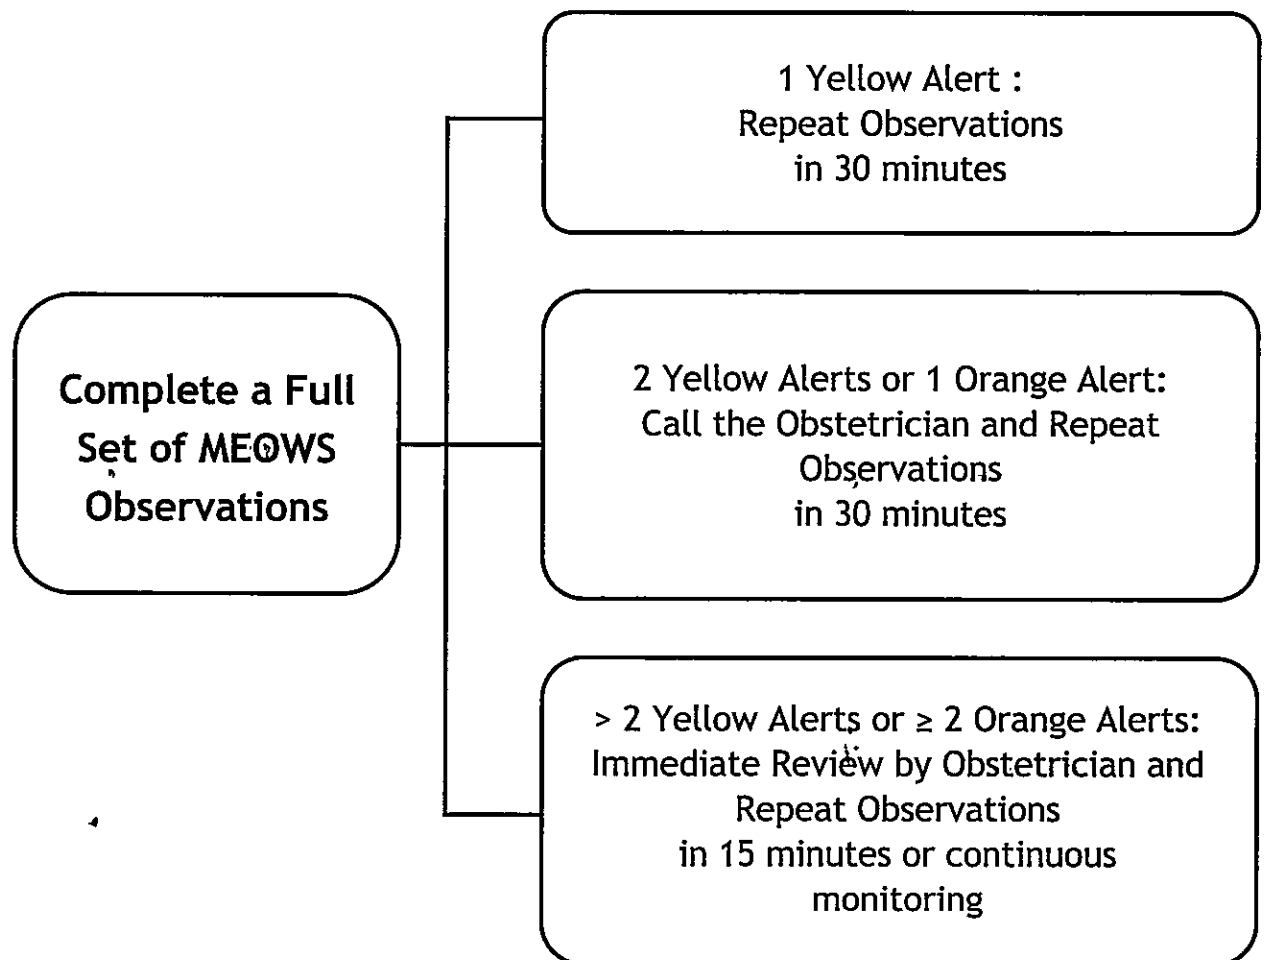 1 Yellow Alert :
Repeat Observations
in 30 minutes
Complete a Full
Set of MEOWS
Observations
2 Yellow Alerts or 1 Orange Alert:
Call the Obstetrician and Repeat
Observations
in 30 minutes
> 2 Yellow Alerts or ≥ 2 Orange Alerts:
Immediate Review by Obstetrician and
Repeat Observations
in 15 minutes or continuous
monitoring